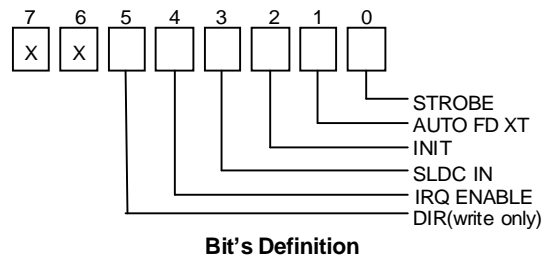 7 6 5 4 3 2 1 0
X X
STROBE
AUTO FD XT
INIT
SLDC IN
IRQ ENABLE
DIR(write only)
Bit's Definition